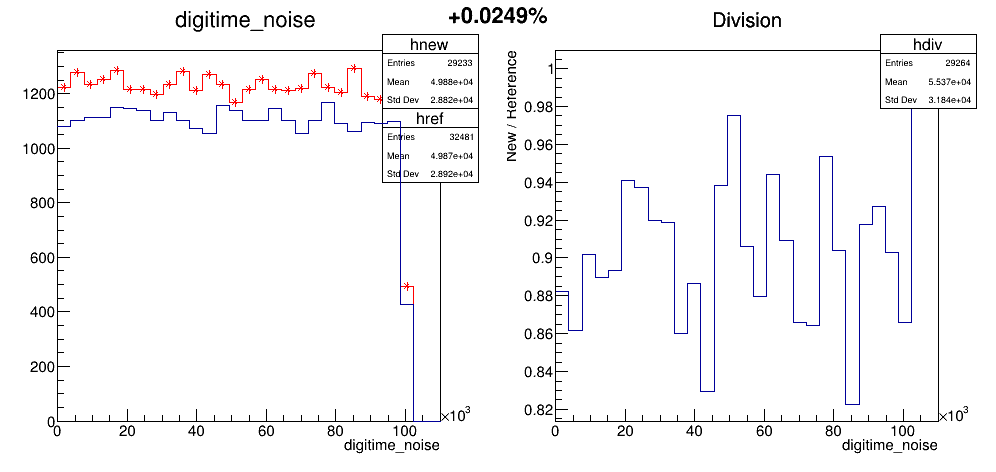 digitime_noise
+0.0249%
Division
hnew
Entries 29233
Mean 4.988e+04
Std Dev 2.882e+04
href
Entries 32481
Mean 4.987e+04
Std Dev 2.892e+04
1200
1000
800
600
400
200
0
0 20 40 60 80 100
×10³
digitime_noise
hdiv
Entries 29264
Mean 5.537e+04
Std Dev 3.184e+04
New / Reference
1
0.98
0.96
0.94
0.92
0.9
0.88
0.86
0.84
0.82
0 20 40 60 80 100
×10³
digitime_noise